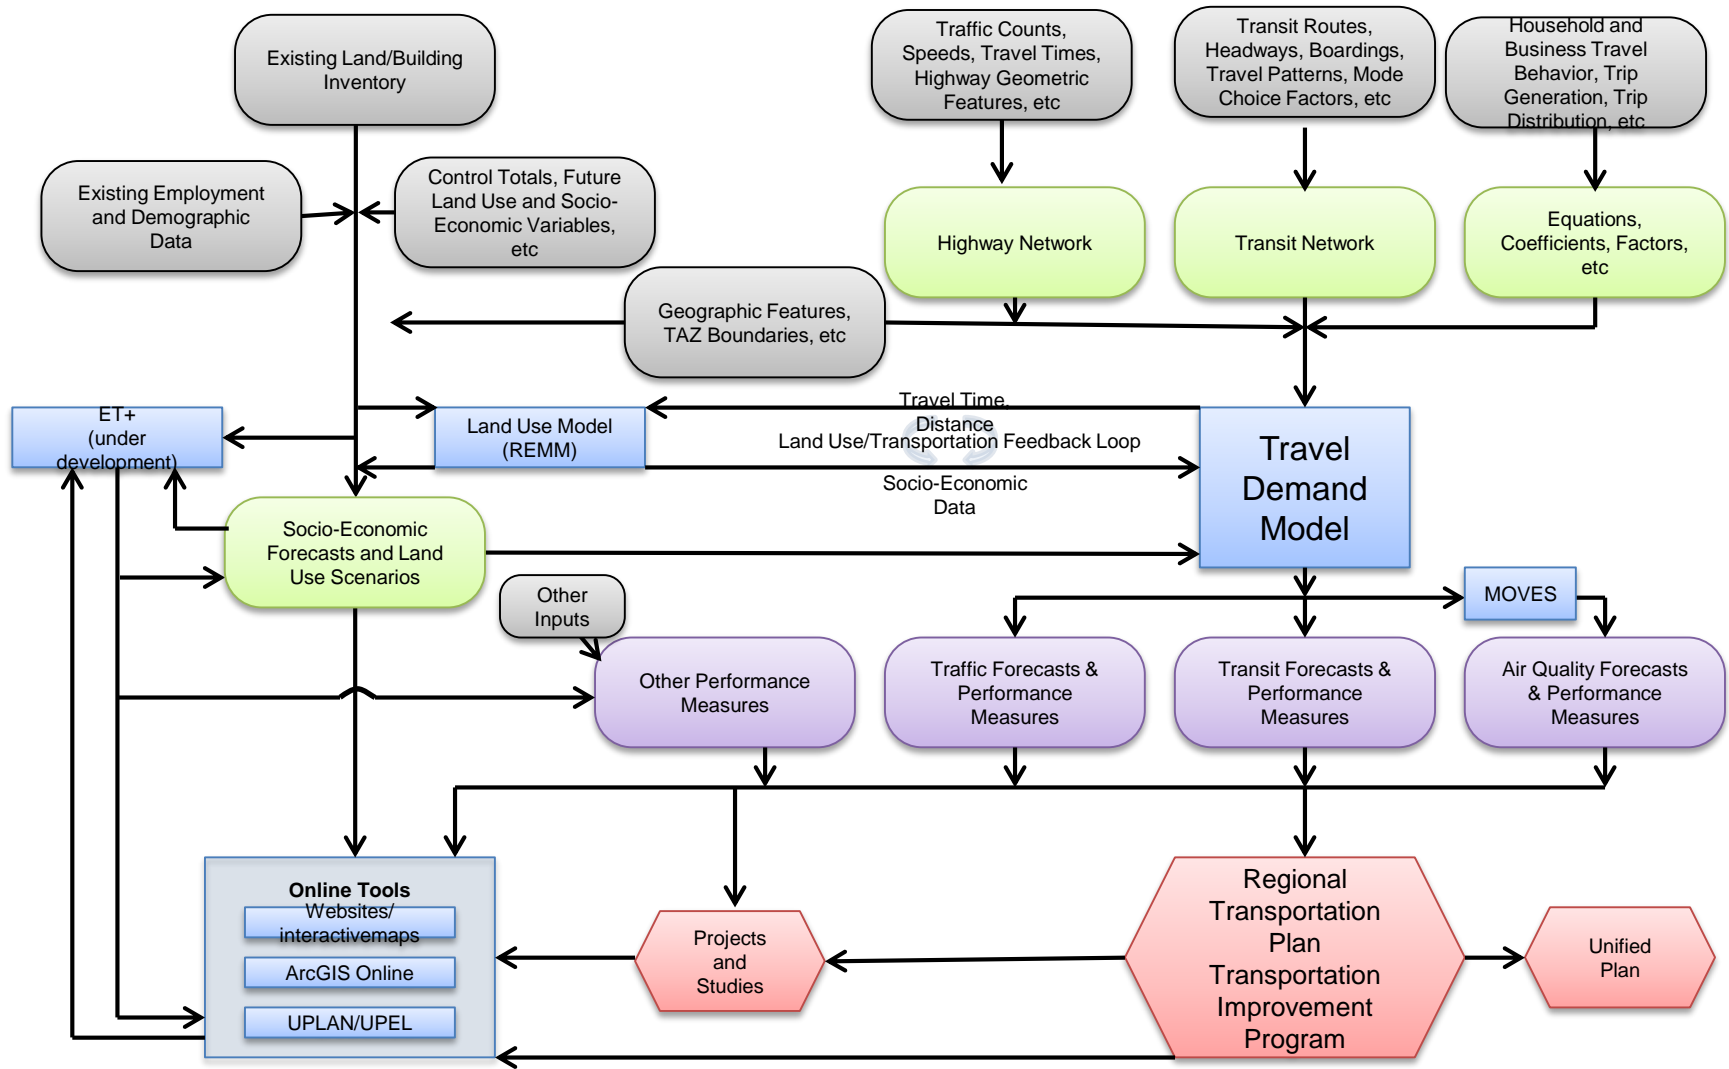 Existing Land/Building
Inventory
Traffic Counts,
Speeds, Travel Times,
Highway Geometric
Features, etc
Transit Routes,
Headways, Boardings,
Travel Patterns, Mode
Choice Factors, etc
Household and
Business Travel
Behavior, Trip
Generation, Trip
Distribution, etc
Existing Employment
and Demographic
Data
Control Totals, Future
Land Use and Socio-
Economic Variables,
etc
Highway Network
Transit Network
Equations,
Coefficients, Factors,
etc
Geographic Features,
TAZ Boundaries, etc
ET+
(under
development)
Land Use Model
(REMM)
Travel Time,
Distance
Land Use/Transportation Feedback Loop
Socio-Economic
Data
Travel
Demand
Model
Socio-Economic
Forecasts and Land
Use Scenarios
Other
Inputs
MOVES
Other Performance
Measures
Traffic Forecasts &
Performance
Measures
Transit Forecasts &
Performance
Measures
Air Quality Forecasts
& Performance
Measures
Online Tools
Websites/
interactivemaps
ArcGIS Online
UPLAN/UPEL
Projects
and
Studies
Regional
Transportation
Plan
Transportation
Improvement
Program
Unified
Plan